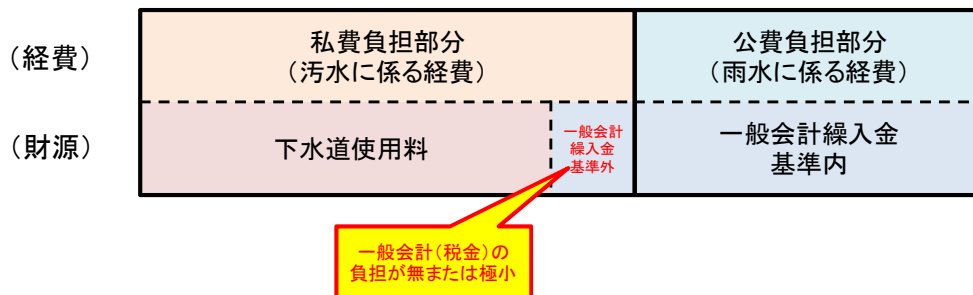 (経費)
私費負担部分
(汚水に係る経費)
公費負担部分
(雨水に係る経費)
(財源)
下水道使用料
一般会計
繰入金
基準外
一般会計繰入金
基準内
一般会計(税金)の
負担が無または極小